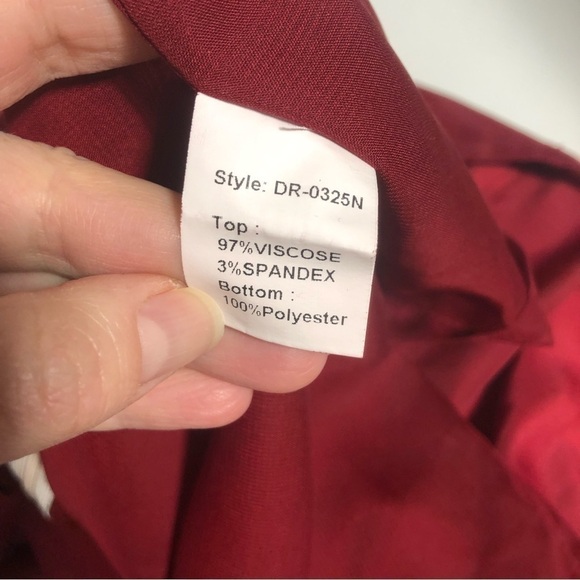 Style: DR-0325N
Top :
97%VISCOSE
3%SPANDEX
Bottom :
100%Polyester